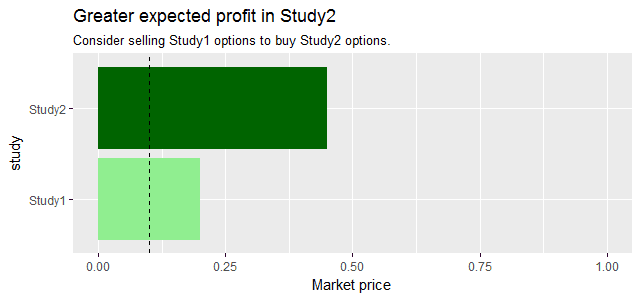 Greater expected profit in Study2
Consider selling Study1 options to buy Study2 options.
study
Study2
Study1
0.00 0.25 0.50 0.75 1.00
Market price